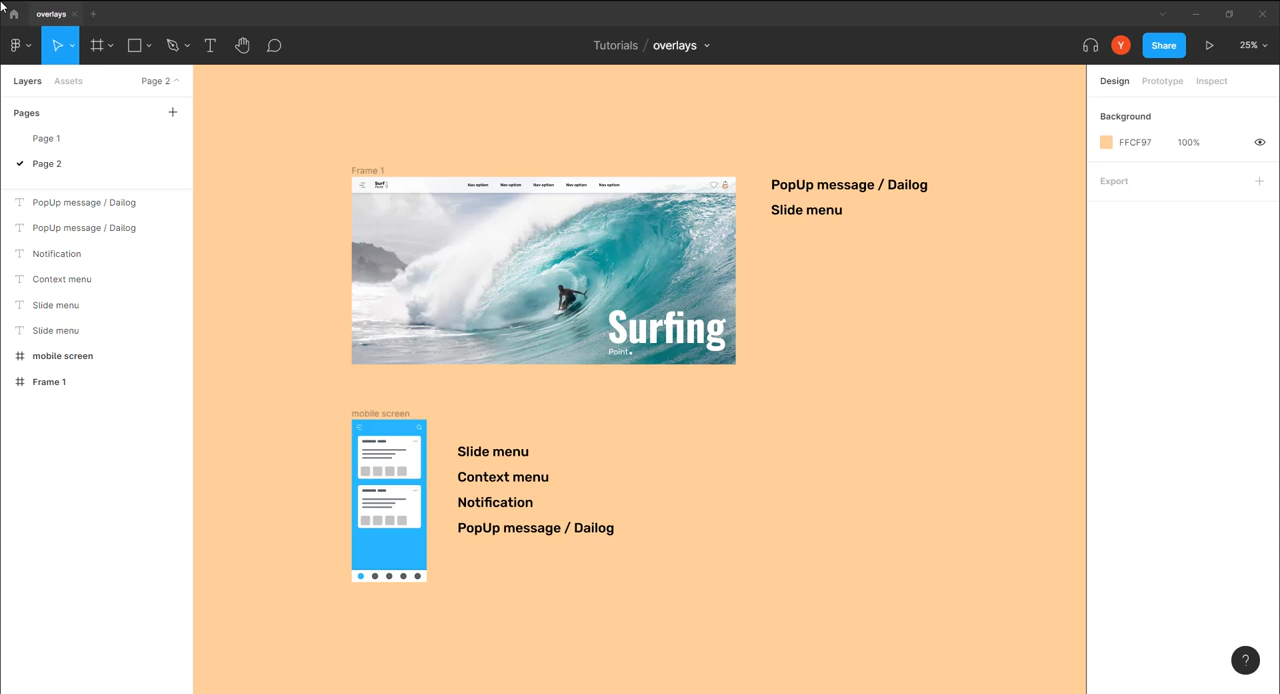 overlays
Tutorials / overlays
Y
Share
25%
Layers
Assets
Page 2
Pages
Page 1
Page 2
PopUp message / Dailog
PopUp message / Dailog
Notification
Context menu
Slide menu
Slide menu
mobile screen
Frame 1
Frame 1
Surf
Nav option
Nav option
Nav option
Nav option
Nav option
Surfing
Point.
PopUp message / Dailog
Slide menu
mobile screen
Slide menu
Context menu
Notification
PopUp message / Dailog
Design
Prototype
Inspect
Background
FFCF97
100%
Export
?